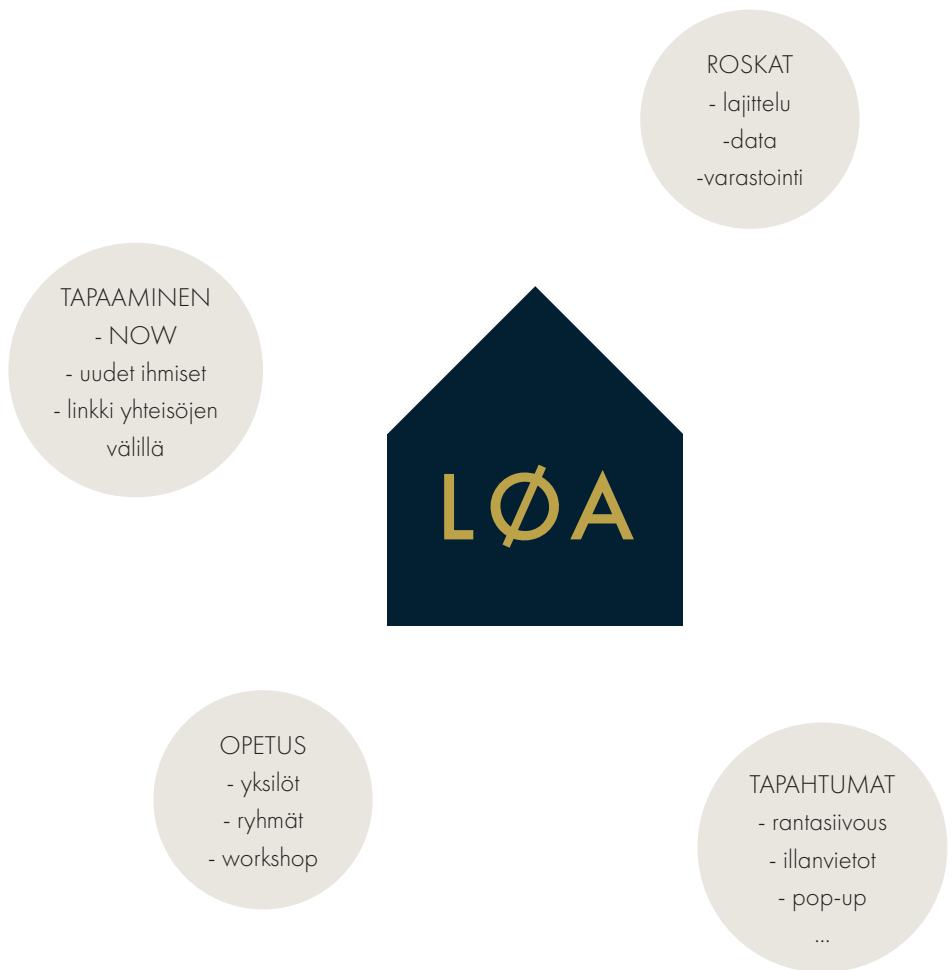 ROSKAT
- lajittelu
-data
-varastointi
TAPAAMINEN
- NOW
- uudet ihmiset
- linkki yhteisöjen
välillä
LØA
OPETUS
- yksilöt
- ryhmät
- workshop
TAPAHTUMAT
- rantasiivous
- illanvietot
- pop-up
...